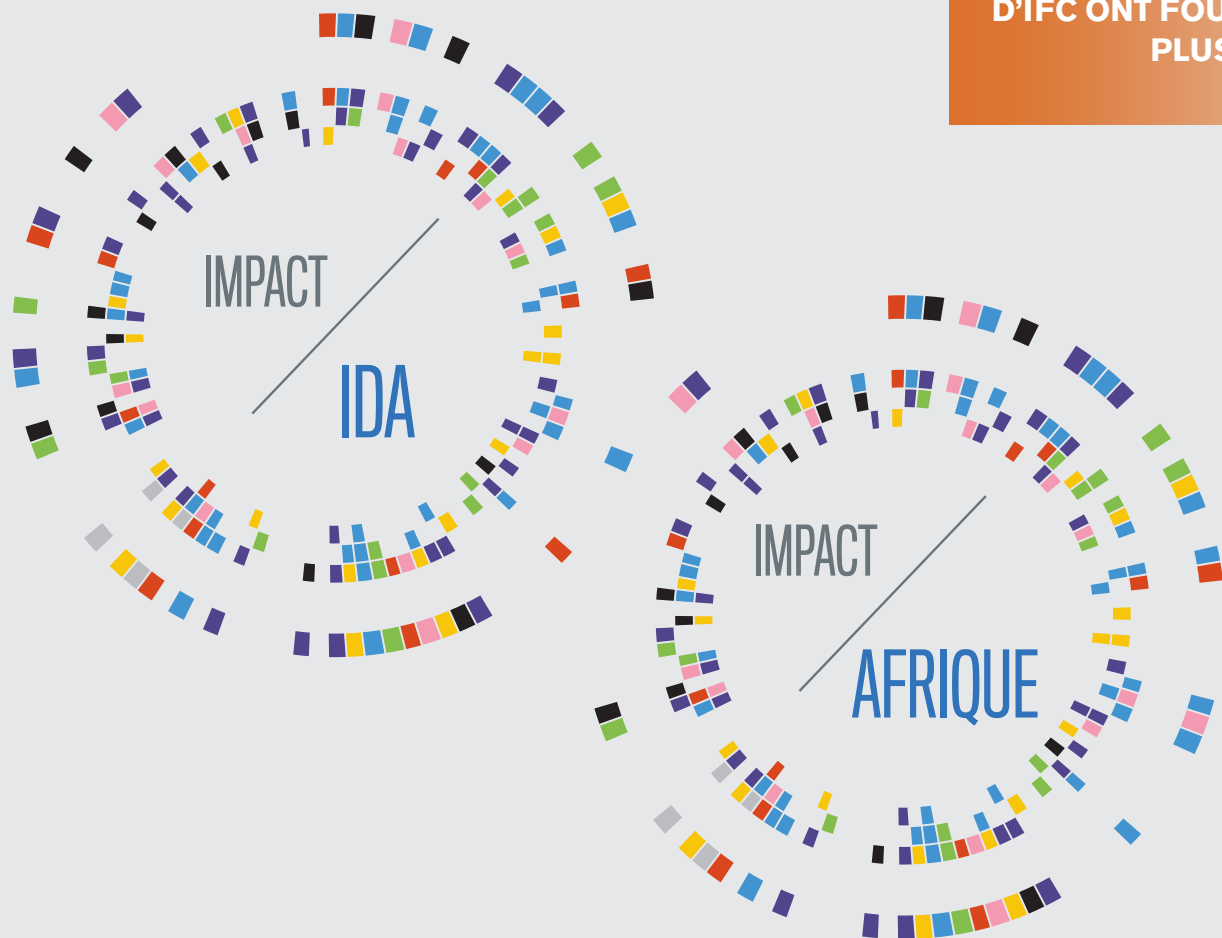 D'IFC ONT FOU
PLUS
IMPACT
IDA
IMPACT
AFRIQUE